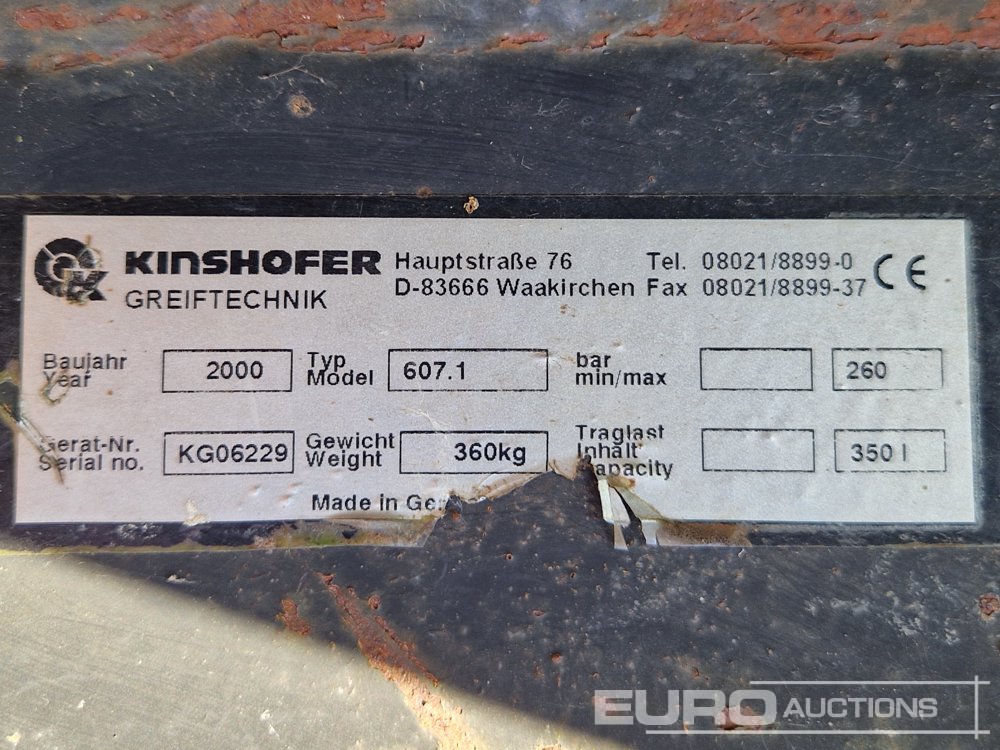 KINSHOFER
GREIFTECHNIK
Hauptstraße 76
D-83666 Waakirchen
Tel. 08021/8899-0
Fax 08021/8899-37
CE
Baujahr
Year
2000
Typ
Model
607.1
bar
min/max
260
Gerat-Nr.
Serial no.
KG06229
Gewicht
Weight
360kg
Traglast
Inhalt
Capacity
350 l
Made in
EURO AUCTIONS